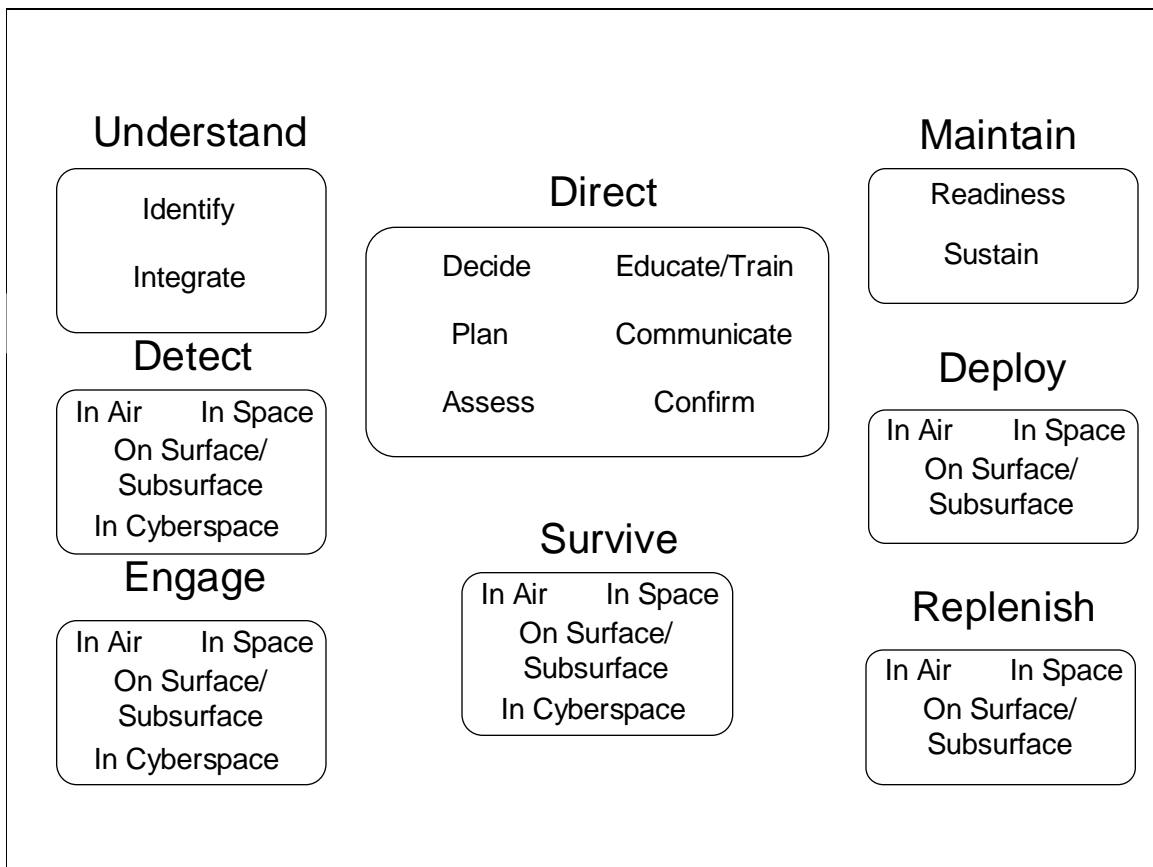 Understand
Identify
Integrate
Detect
In Air In Space
On Surface/
Subsurface
In Cyberspace
Engage
In Air In Space
On Surface/
Subsurface
In Cyberspace
Direct
Decide Educate/Train
Plan Communicate
Assess Confirm
Survive
In Air In Space
On Surface/
Subsurface
In Cyberspace
Maintain
Readiness
Sustain
Deploy
In Air In Space
On Surface/
Subsurface
Replenish
In Air In Space
On Surface/
Subsurface